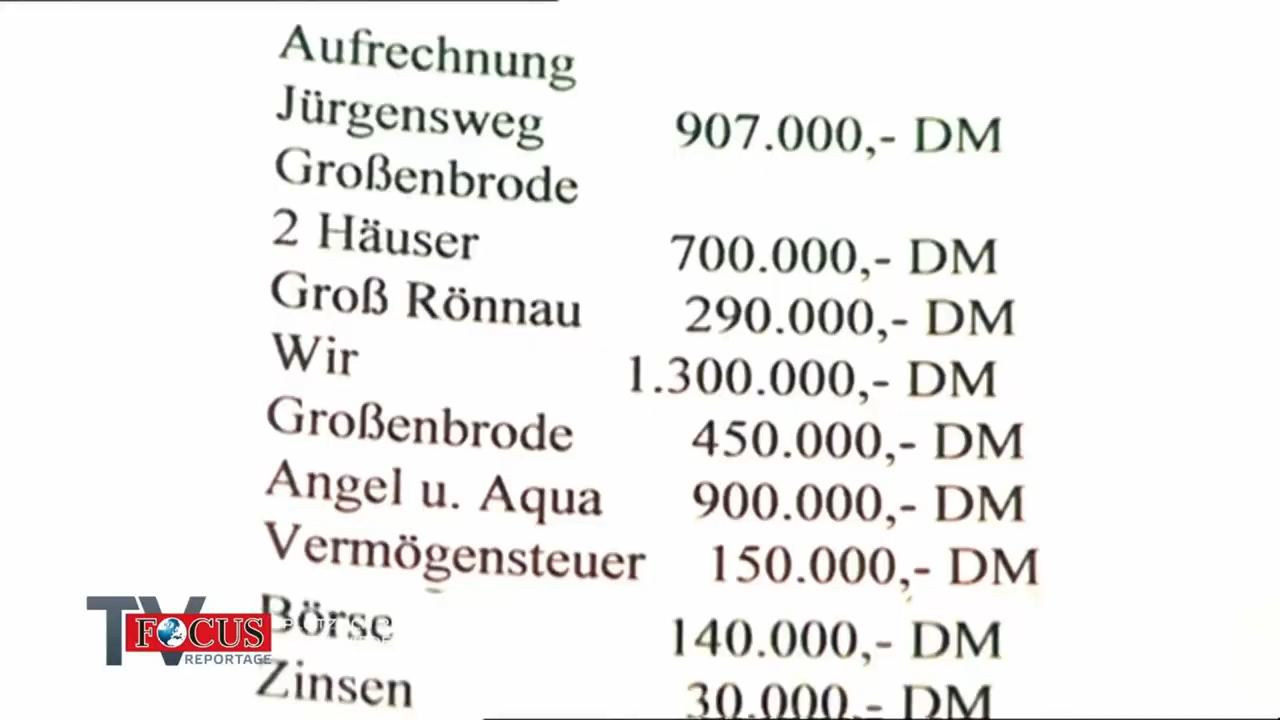 Aufrechnung
Jürgensweg 907.000,- DM
Großenbrode
2 Häuser 700.000,- DM
Groß Rönnau 290.000,- DM
Wir 1.300.000,- DM
Großenbrode 450.000,- DM
Angel u. Aqua 900.000,- DM
Vermögensteuer 150.000,- DM
Börse 140.000,- DM
Zinsen 30.000,- DM
FOCUS
TV
REPORTAGE